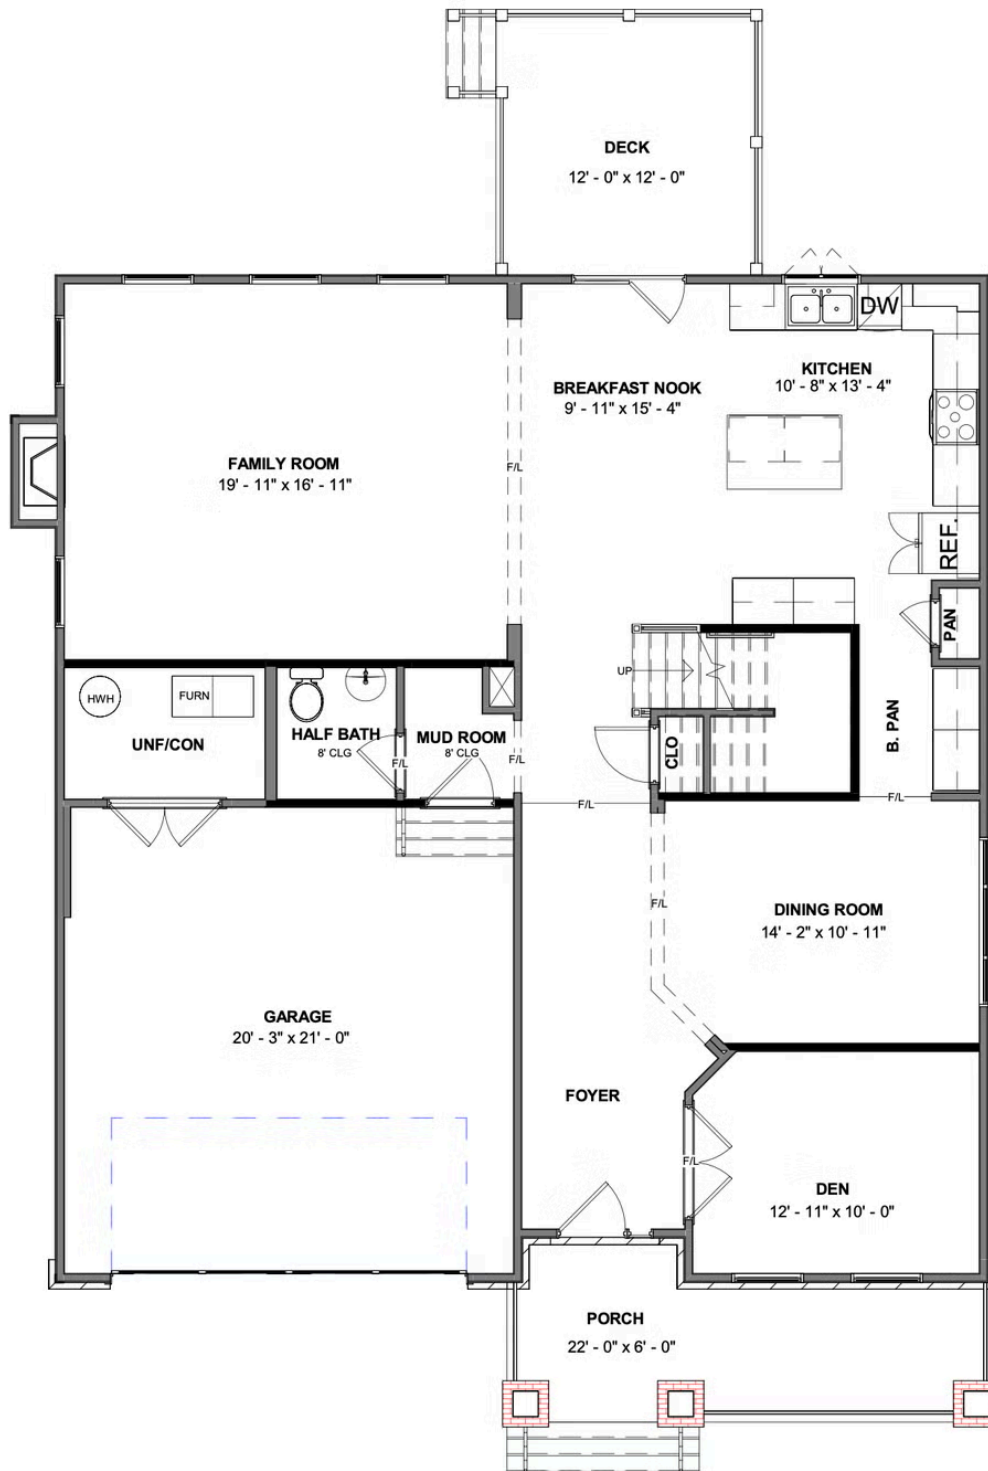 DECK
12' - 0" x 12' - 0"
DW
KITCHEN
10' - 8" x 13' - 4"
BREAKFAST NOOK
9' - 11" x 15' - 4"
FAMILY ROOM
19' - 11" x 16' - 11"
F/L
REF.
PAN
UP
HWH
FURN
UNF/CON
HALF BATH
8' CLG
F/L
MUD ROOM
8' CLG
F/L
CLO
B. PAN
F/L
F/L
F/L
DINING ROOM
14' - 2" x 10' - 11"
GARAGE
20' - 3" x 21' - 0"
FOYER
F/L
DEN
12' - 11" x 10' - 0"
PORCH
22' - 0" x 6' - 0"